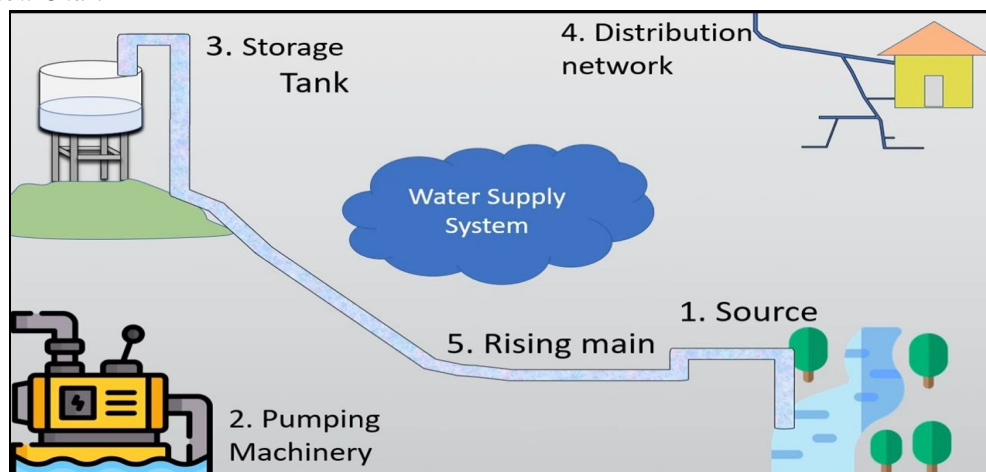 3. Storage
Tank
4. Distribution
network
Water Supply
System
1. Source
5. Rising main
2. Pumping
Machinery